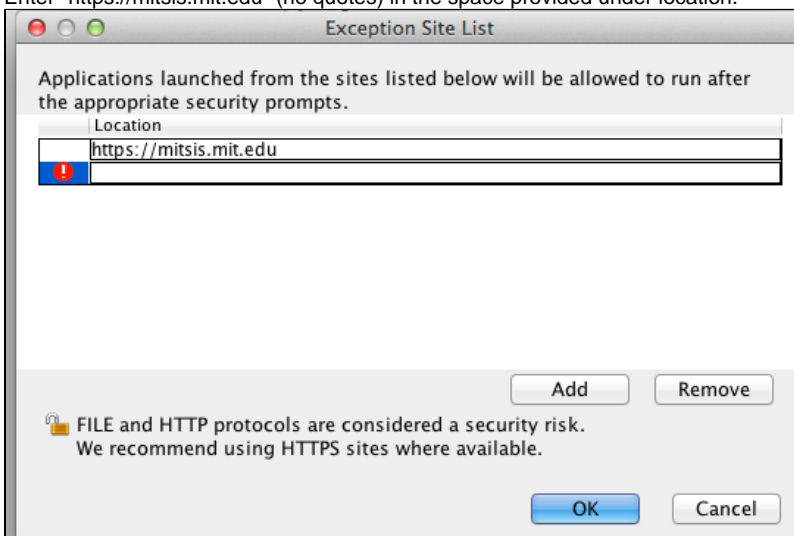 Enter "https://mitsis.mit.edu" (no quotes) in the space provided under location.
Exception Site List
Applications launched from the sites listed below will be allowed to run after
the appropriate security prompts.
Location
https://mitsis.mit.edu
Add
Remove
FILE and HTTP protocols are considered a security risk.
We recommend using HTTPS sites where available.
OK
Cancel